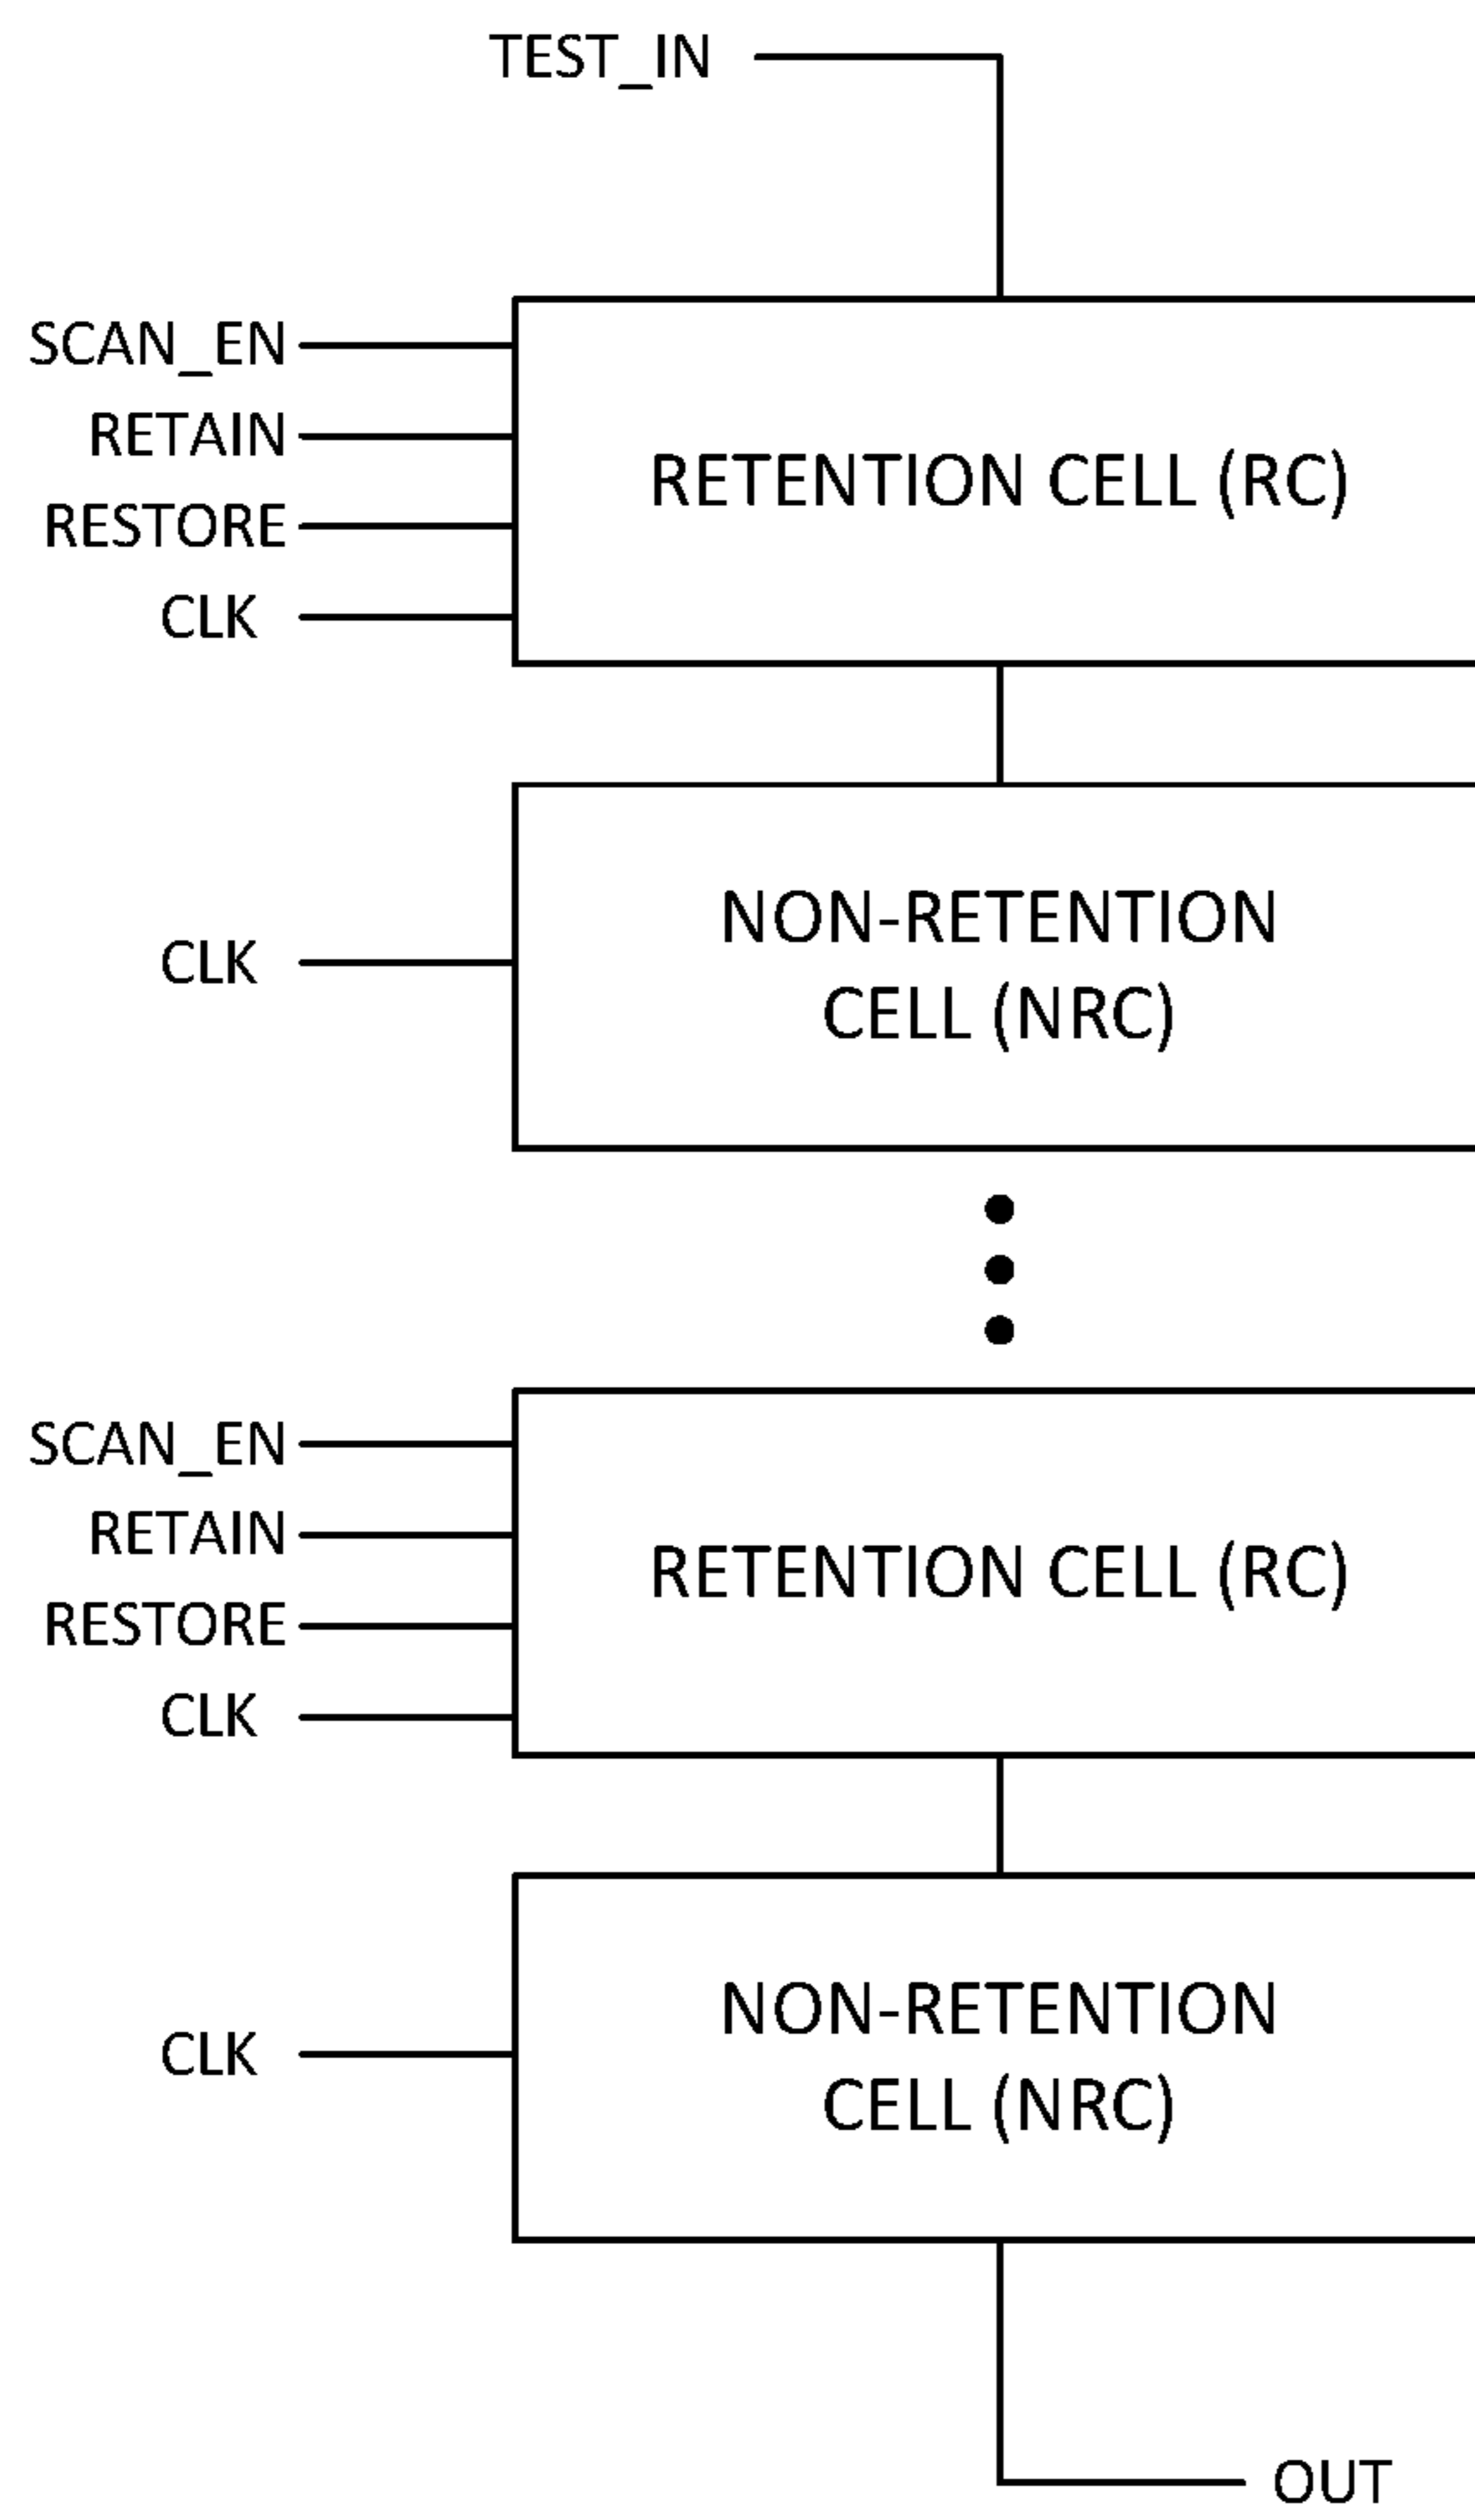 TEST_IN
SCAN_EN
RETAIN
RESTORE
CLK
RETENTION CELL (RC)
CLK
NON-RETENTION
CELL (NRC)
SCAN_EN
RETAIN
RESTORE
CLK
RETENTION CELL (RC)
CLK
NON-RETENTION
CELL (NRC)
OUT